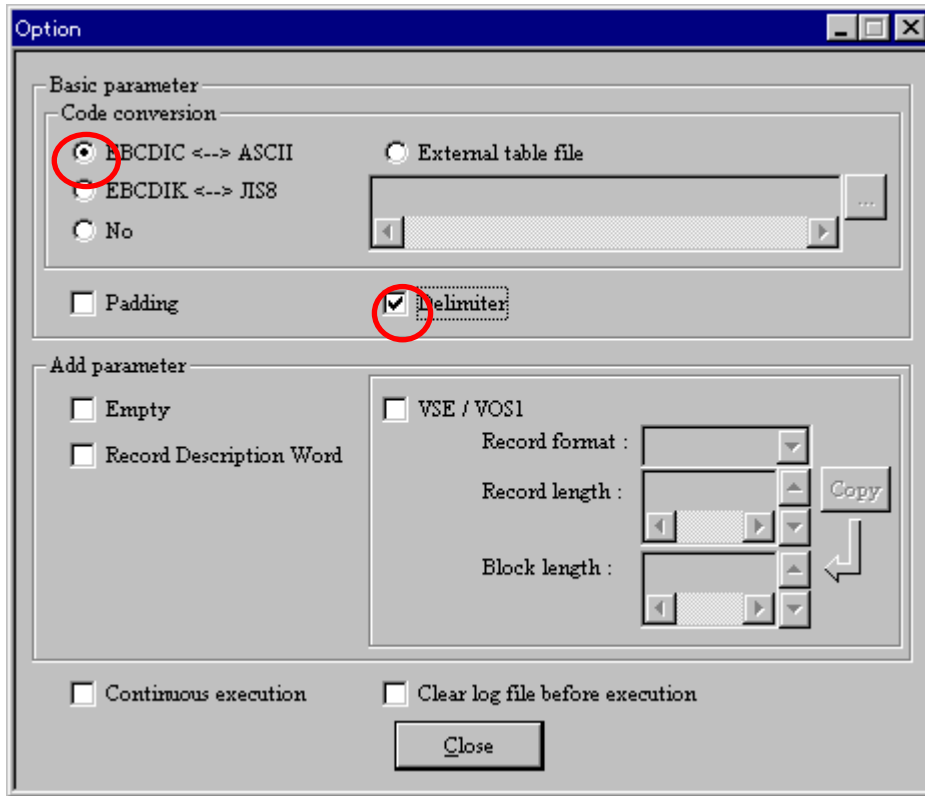 Option
Basic parameter
Code conversion
EBCDIC <--> ASCII
External table file
EBCDIK <--> JIS8
...
No
Padding
Delimiter
Add parameter
Empty
VSE / VOS1
Record format :
Record Description Word
Record length :
Copy
Block length :
Continuous execution
Clear log file before execution
Close